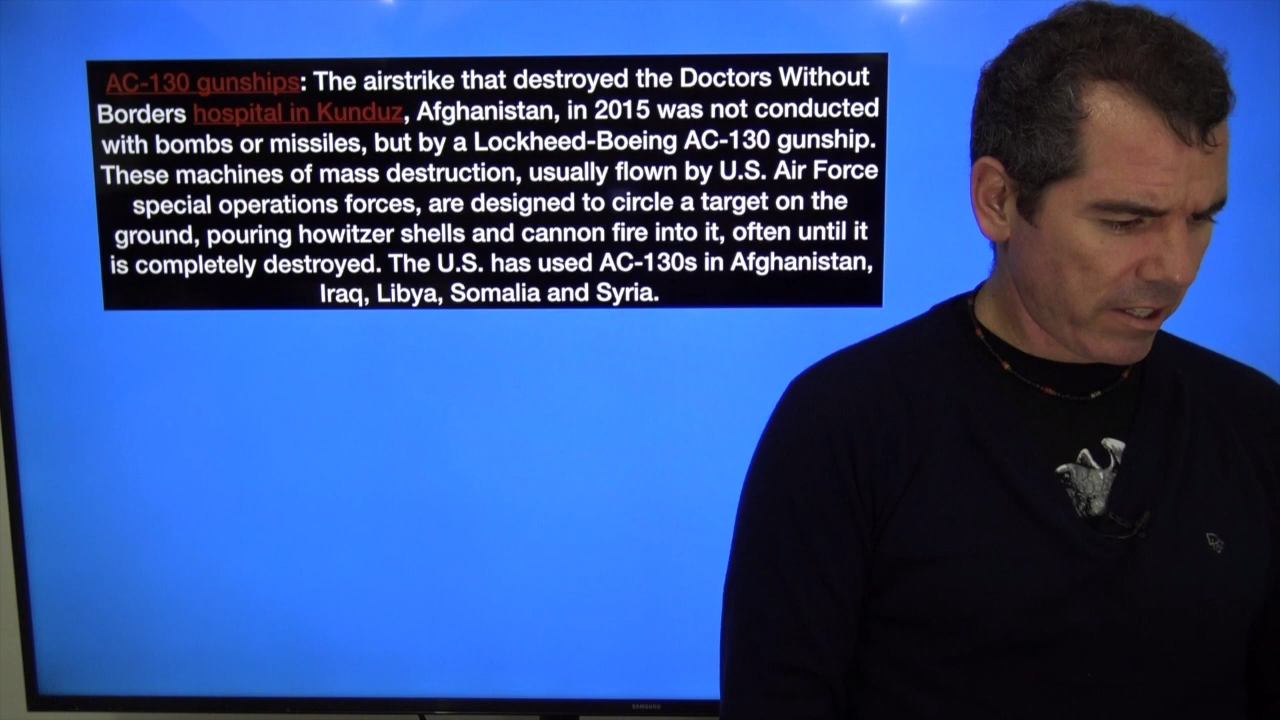 AC-130 gunships: The airstrike that destroyed the Doctors Without
Borders hospital in Kunduz, Afghanistan, in 2015 was not conducted
with bombs or missiles, but by a Lockheed-Boeing AC-130 gunship.
These machines of mass destruction, usually flown by U.S. Air Force
special operations forces, are designed to circle a target on the
ground, pouring howitzer shells and cannon fire into it, often until it
is completely destroyed. The U.S. has used AC-130s in Afghanistan,
Iraq, Libya, Somalia and Syria.
SAMSUNG